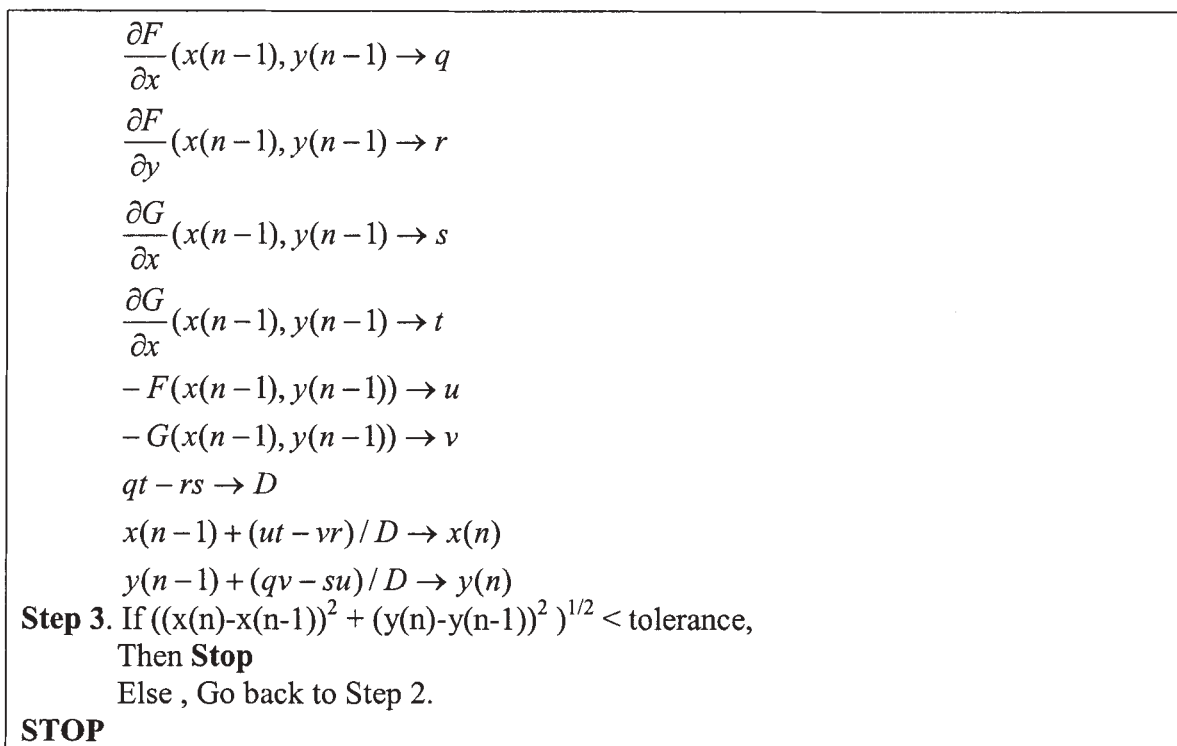 ∂F/∂x (x(n−1), y(n−1) → q
∂F/∂y (x(n−1), y(n−1) → r
∂G/∂x (x(n−1), y(n−1) → s
∂G/∂x (x(n−1), y(n−1) → t
− F(x(n−1), y(n−1)) → u
− G(x(n−1), y(n−1)) → v
qt − rs → D
x(n−1) + (ut − vr) / D → x(n)
y(n−1) + (qv − su) / D → y(n)
Step 3. If ((x(n)-x(n-1))² + (y(n)-y(n-1))² )^{1/2} < tolerance,
Then Stop
Else , Go back to Step 2.
STOP